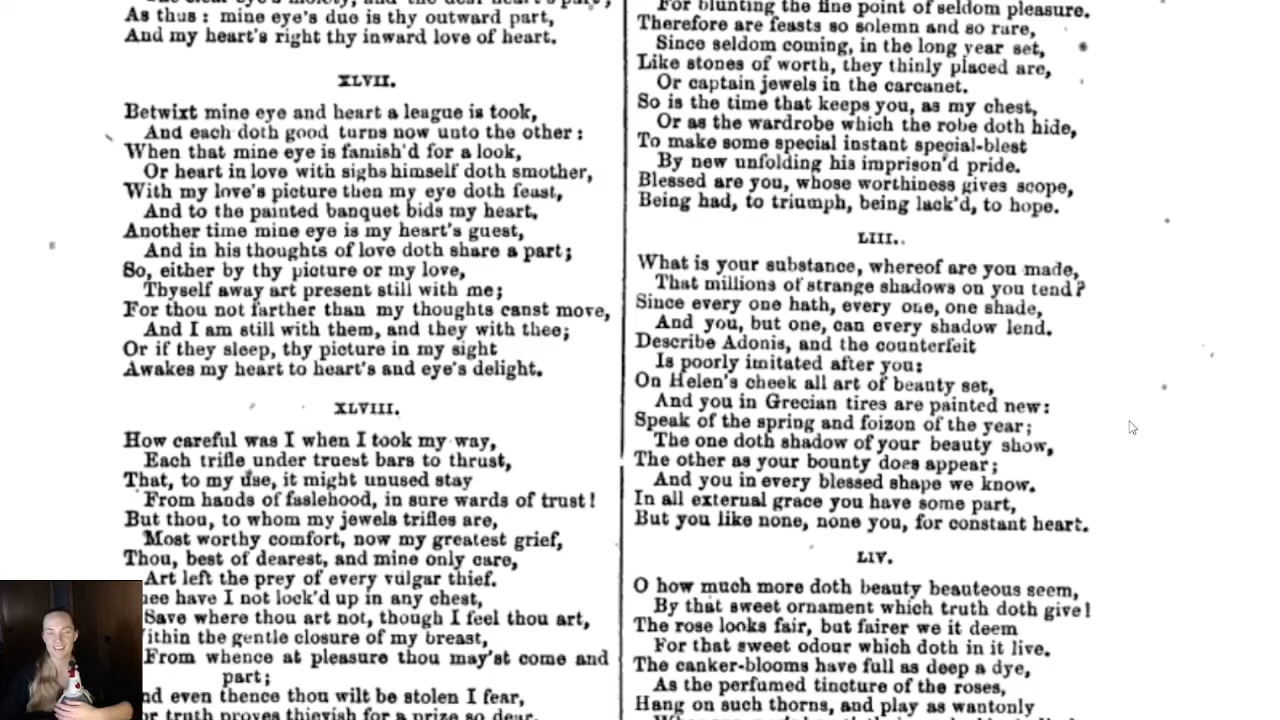 As thus: mine eye's due is thy outward part,
And my heart's right thy inward love of heart.
XLVII.
Betwixt mine eye and heart a league is took,
And each doth good turns now unto the other:
When that mine eye is famish'd for a look,
Or heart in love with sighs himself doth smother,
With my love's picture then my eye doth feast,
And to the painted banquet bids my heart.
Another time mine eye is my heart's guest,
And in his thoughts of love doth share a part;
So, either by thy picture or my love,
Thyself away art present still with me;
For thou not farther than my thoughts canst move,
And I am still with them, and they with thee;
Or if they sleep, thy picture in my sight
Awakes my heart to heart's and eye's delight.
XLVIII.
How careful was I when I took my way,
Each trifle under truest bars to thrust,
That, to my use, it might unused stay
From hands of faslehood, in sure wards of trust!
But thou, to whom my jewels trifles are,
Most worthy comfort, now my greatest grief,
Thou, best of dearest, and mine only care,
Art left the prey of every vulgar thief.
have I not lock'd up in any chest,
Save where thou art not, though I feel thou art,
ithin the gentle closure of my breast,
From whence at pleasure thou may'st come and
part;
nd even thence thou wilt be stolen I fear,
or truth proves thievish for a prize so dear.
For blunting the fine point of seldom pleasure.
Therefore are feasts so solemn and so rare,
Since seldom coming, in the long year set,
Like stones of worth, they thinly placed are,
Or captain jewels in the carcanet.
So is the time that keeps you, as my chest,
Or as the wardrobe which the robe doth hide,
To make some special instant special-blest
By new unfolding his imprison'd pride.
Blessed are you, whose worthiness gives scope,
Being had, to triumph, being lack'd, to hope.
LIII.
What is your substance, whereof are you made,
That millions of strange shadows on you tend?
Since every one hath, every one, one shade,
And you, but one, can every shadow lend.
Describe Adonis, and the counterfeit
Is poorly imitated after you:
On Helen's cheek all art of beauty set,
And you in Grecian tires are painted new:
Speak of the spring and foizon of the year;
The one doth shadow of your beauty show,
The other as your bounty does appear;
And you in every blessed shape we know.
In all external grace you have some part,
But you like none, none you, for constant heart.
LIV.
O how much more doth beauty beauteous seem,
By that sweet ornament which truth doth give!
The rose looks fair, but fairer we it deem
For that sweet odour which doth in it live.
The canker-blooms have full as deep a dye,
As the perfumed tincture of the roses,
Hang on such thorns, and play as wantonly